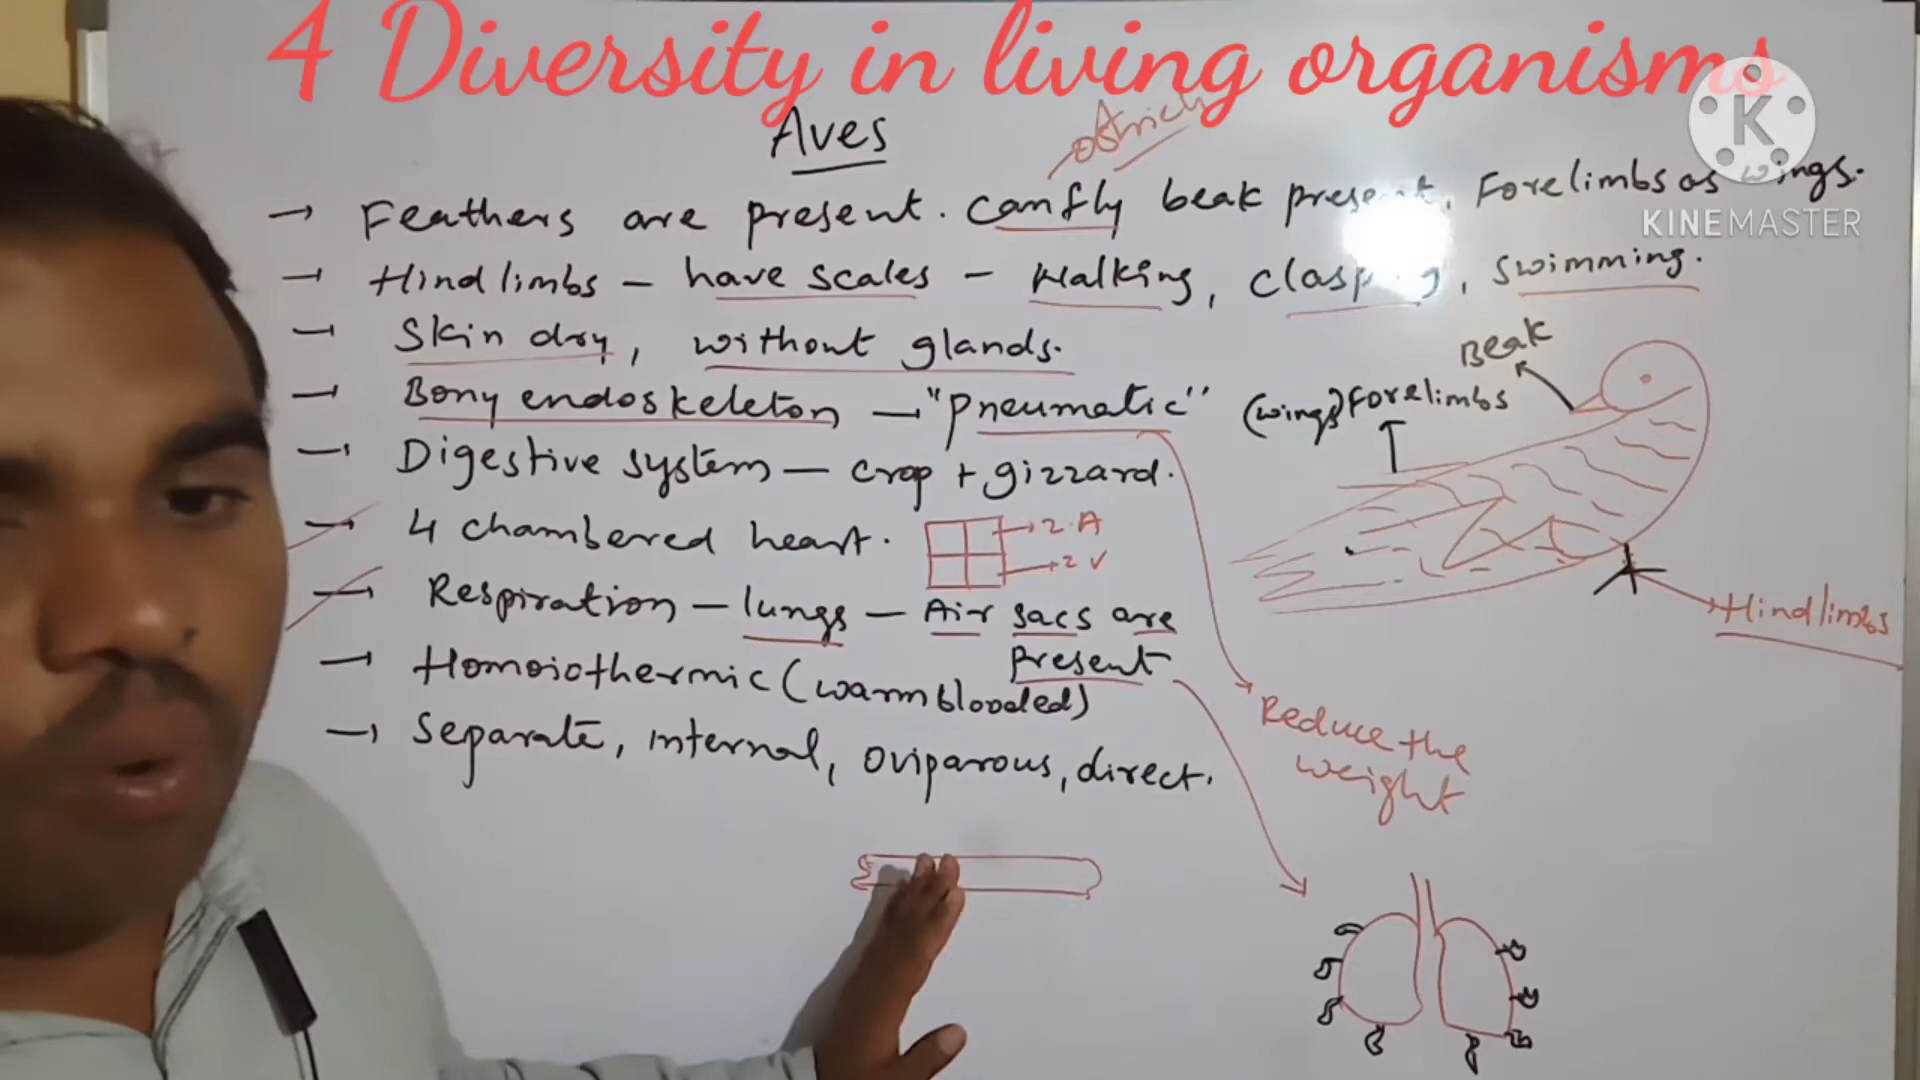 4 Diversity in living organisms
Aves
ostrich
→ Feathers are present. can fly beak present. Forelimbs as wings.
K
KINEMASTER
→ Hind limbs – have scales – walking, clasping, swimming.
→ Skin dry, without glands.
Beak
→ Bony endoskeleton → "pneumatic"
(wings) Forelimbs
→ Digestive system – crop + gizzard.
→ 4 chambered heart.
→ 2.A
→ 2 V
→ Respiration – lungs – Air sacs are
present
Hind limbs
→ Homoiothermic (warm blooded)
Reduce the
weight
→ Separate, internal, oviparous, direct.